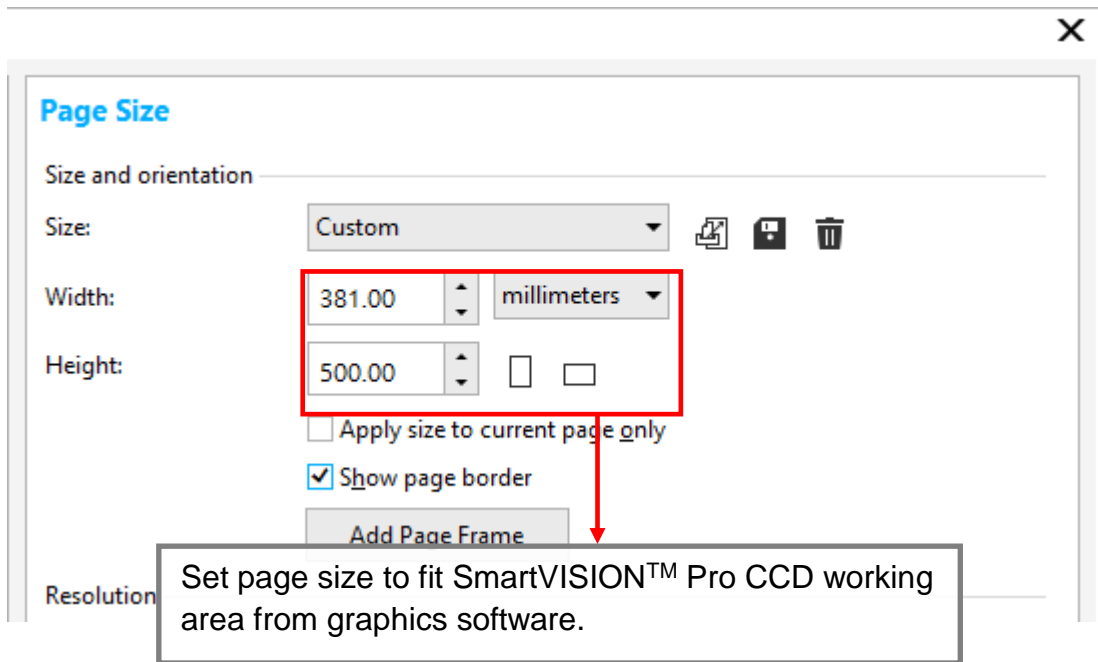 Page Size
Size and orientation
Size: Custom
Width: 381.00 millimeters
Height: 500.00
Apply size to current page only
Show page border
Add Page Frame
Resolution
Set page size to fit SmartVISION™ Pro CCD working
area from graphics software.